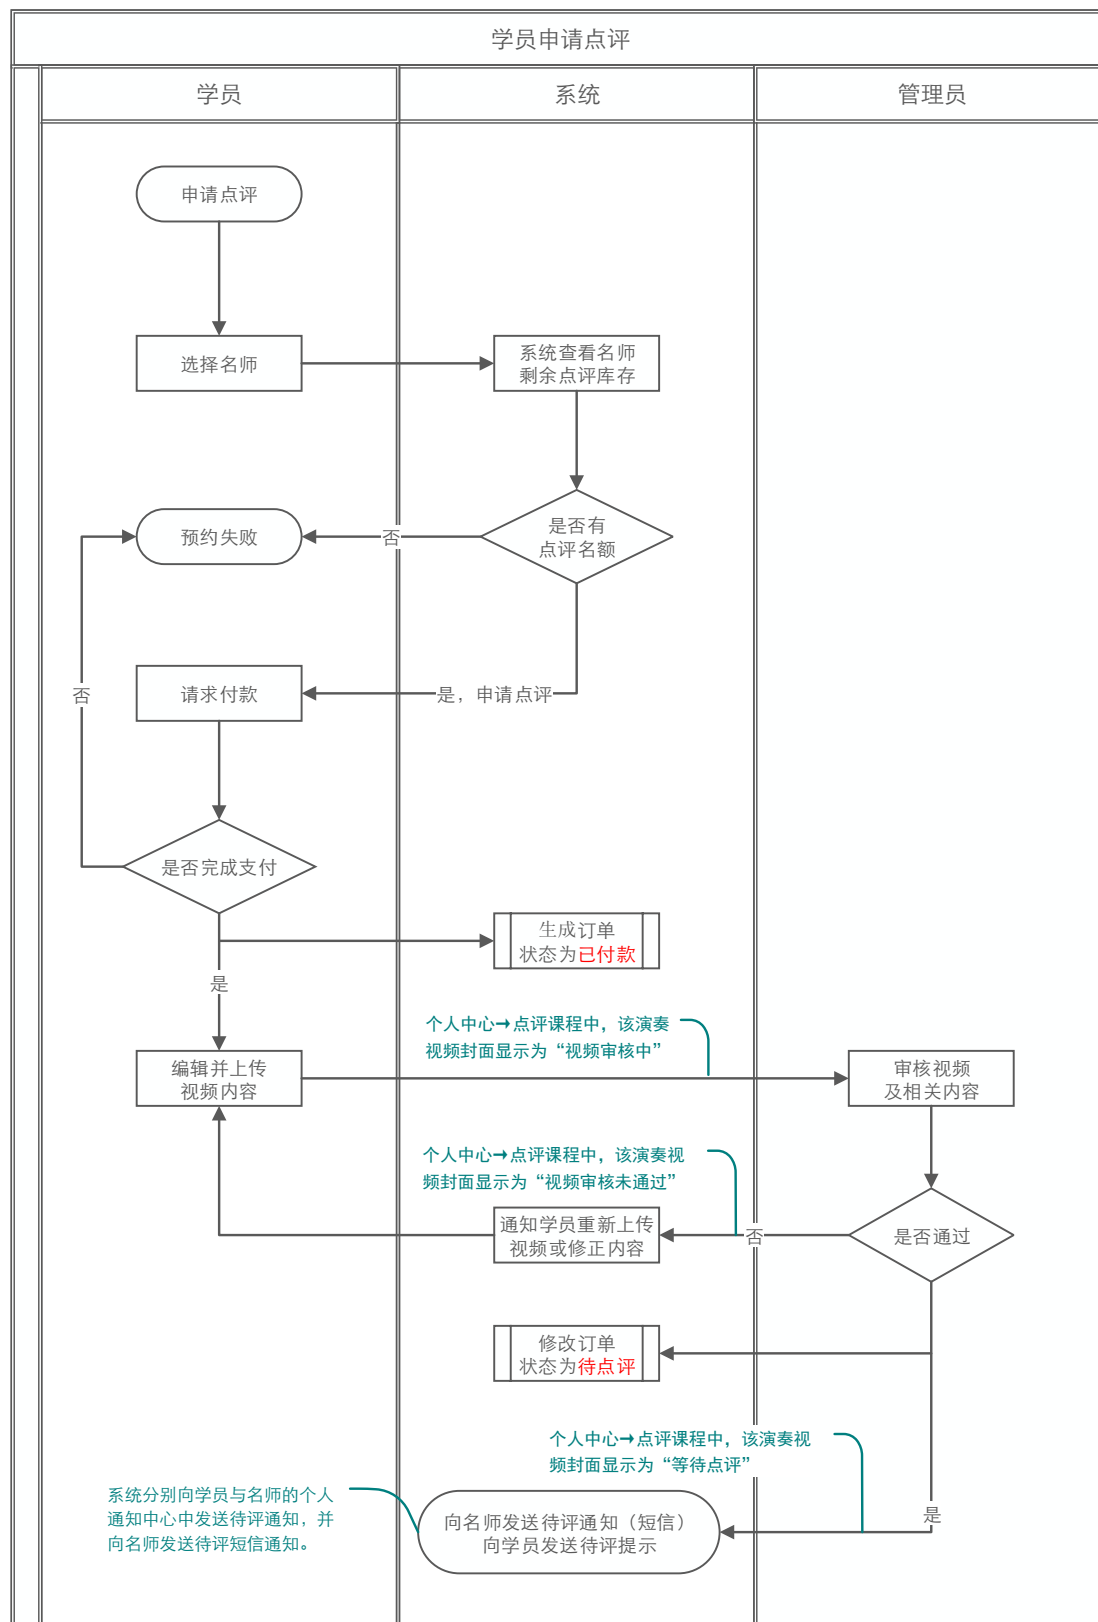 学员申请点评
学员
系统
管理员
申请点评
选择名师
系统查看名师
剩余点评库存
预约失败
否
是否有
点评名额
否
请求付款
是，申请点评
是否完成支付
生成订单
状态为已付款
是
个人中心→点评课程中，该演奏
视频封面显示为“视频审核中”
编辑并上传
视频内容
审核视频
及相关内容
个人中心→点评课程中，该演奏视
频封面显示为“视频审核未通过”
通知学员重新上传
视频或修正内容
否
是否通过
修改订单
状态为待点评
个人中心→点评课程中，该演奏视
频封面显示为“等待点评”
系统分别向学员与名师的个人
通知中心中发送待评通知，并
向名师发送待评短信通知。
向名师发送待评通知（短信）
向学员发送待评提示
是